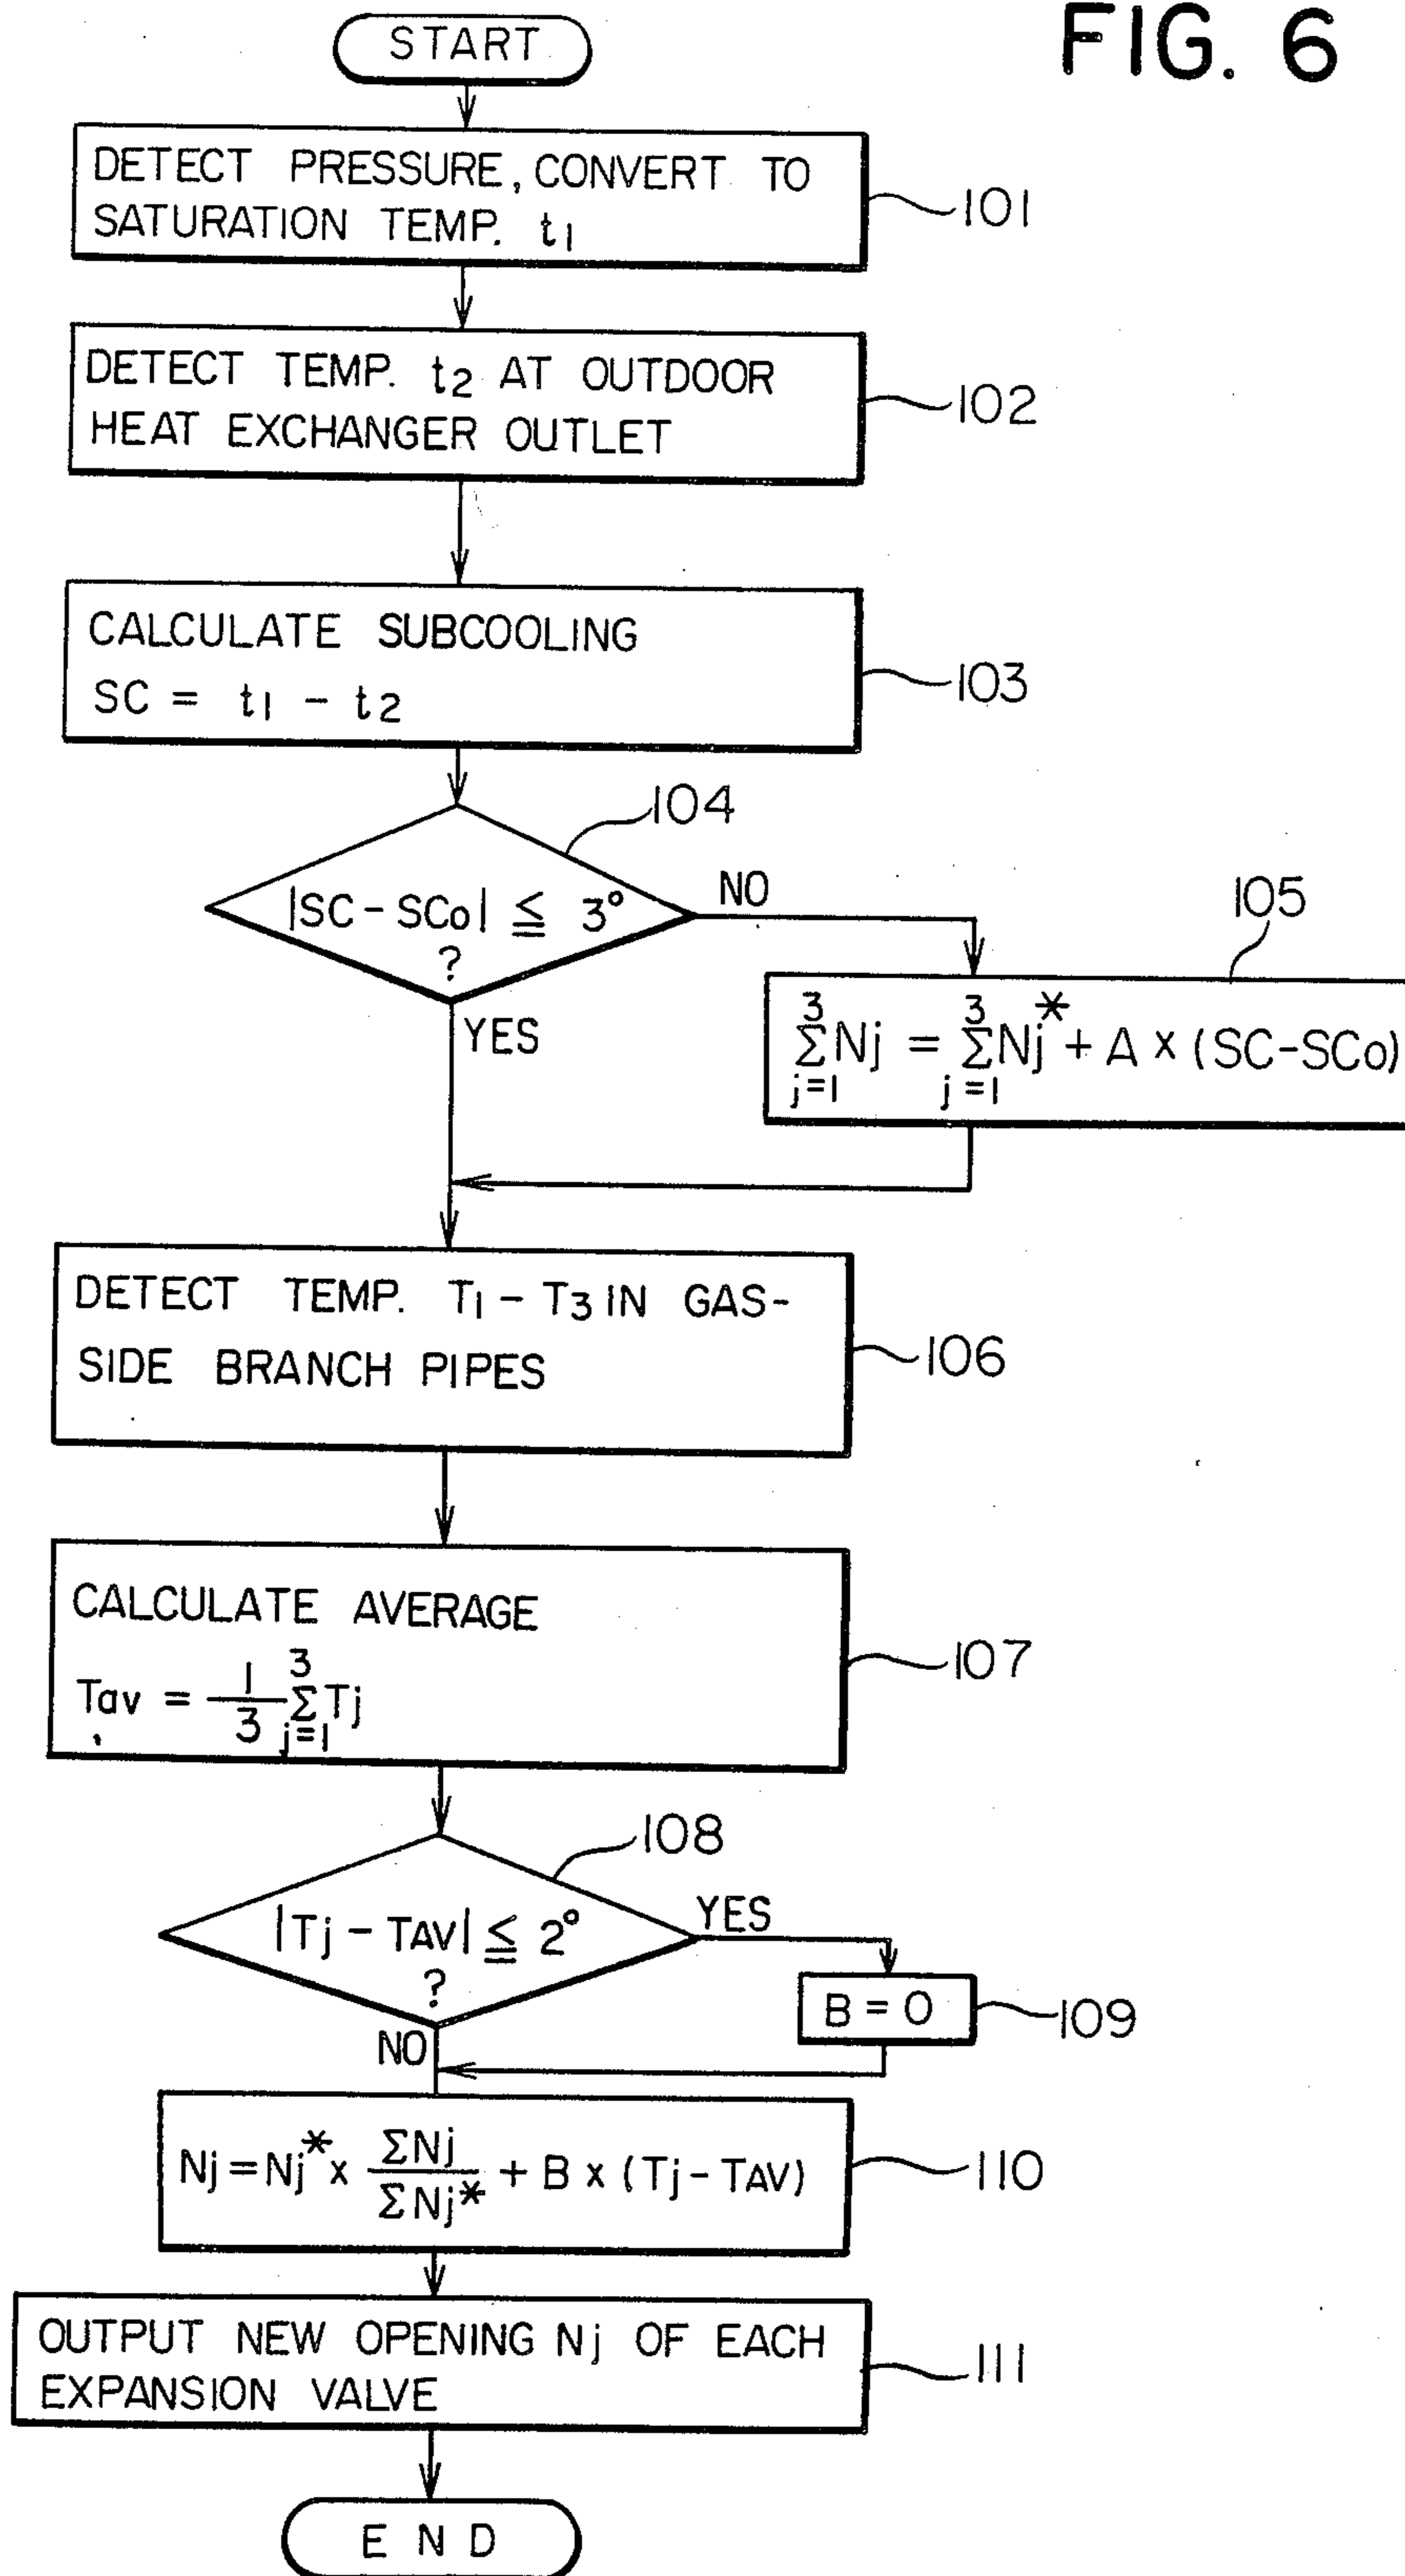 FIG. 6
START
DETECT PRESSURE, CONVERT TO
SATURATION TEMP. t1
101
DETECT TEMP. t2 AT OUTDOOR
HEAT EXCHANGER OUTLET
102
CALCULATE SUBCOOLING
SC = t1 - t2
103
104
|SC - SCo| ≦ 3°
?
NO
YES
105
3 3
ΣNj = ΣNj* + A x (SC-SCo)
j=1 j=1
DETECT TEMP. T1 - T3 IN GAS-
SIDE BRANCH PIPES
106
CALCULATE AVERAGE
Tav = 1/3 3Σj=1 Tj
107
108
|Tj - TAV| ≦ 2°
?
YES
NO
B = 0
109
Nj = Nj* x ΣNj/ΣNj* + B x (Tj - TAV)
110
OUTPUT NEW OPENING Nj OF EACH
EXPANSION VALVE
111
END